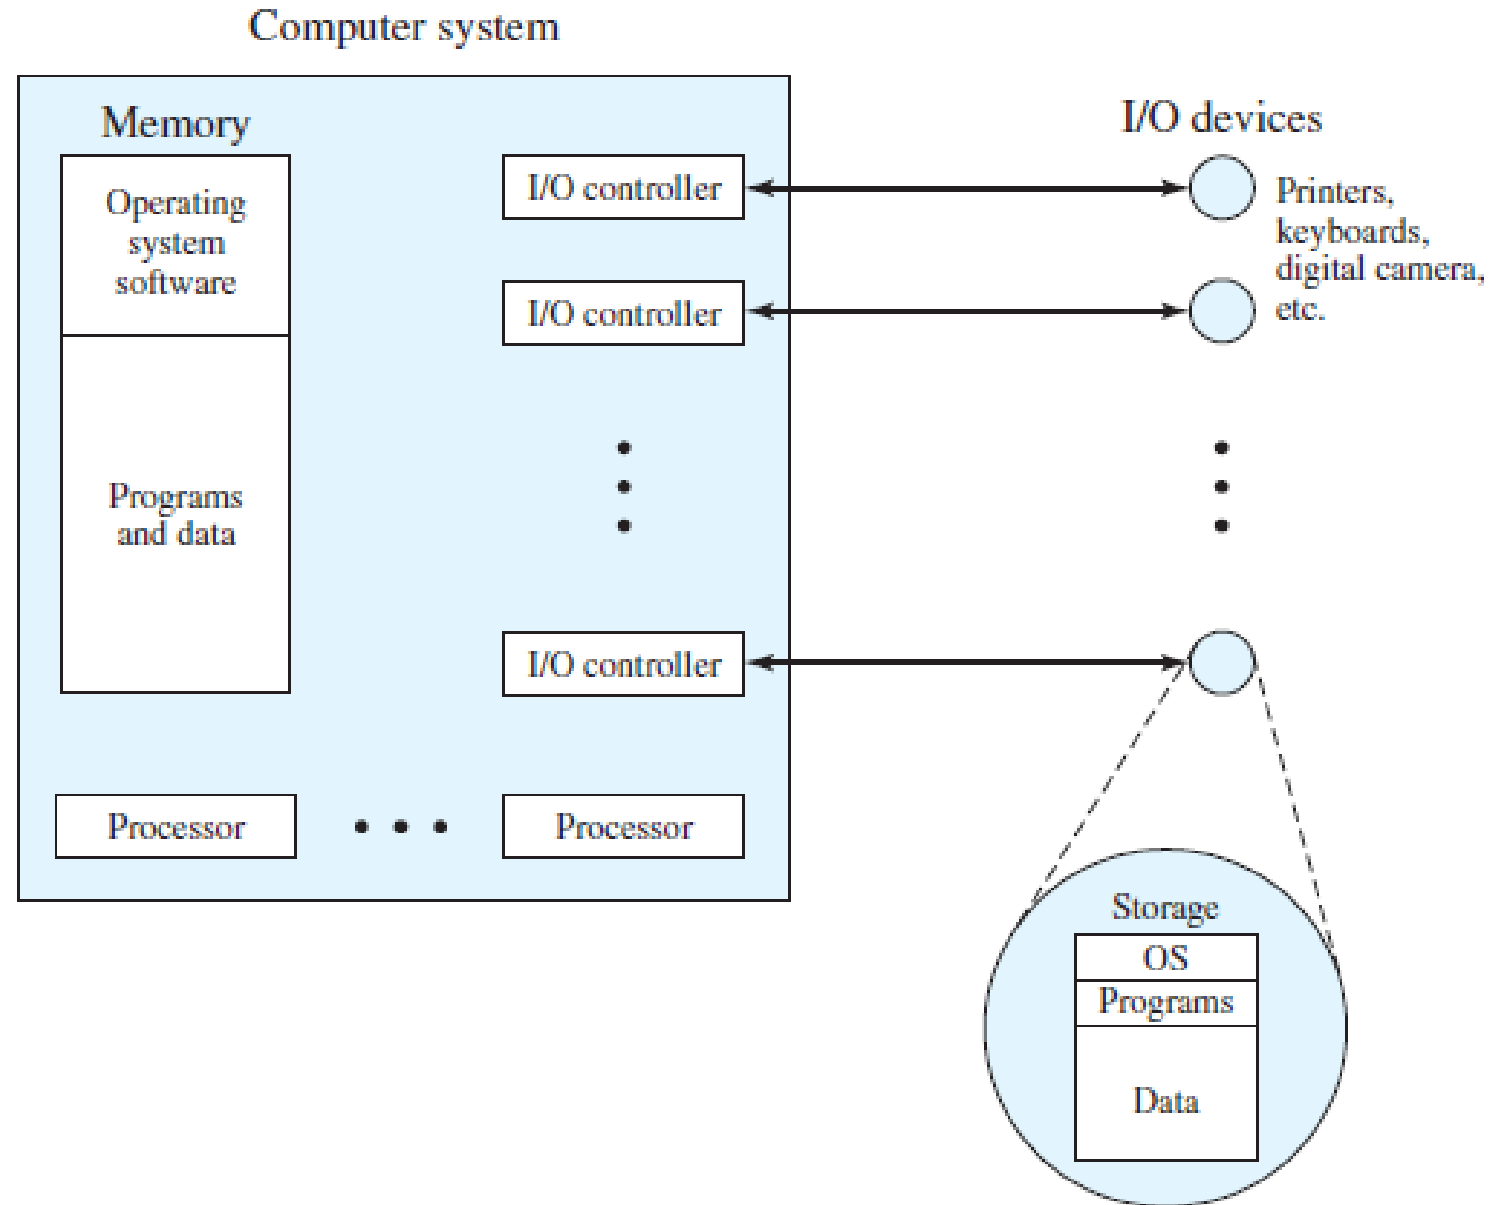 Computer system
Memory
Operating
system
software
Programs
and data
I/O controller
I/O controller
I/O controller
Processor
Processor
I/O devices
Printers,
keyboards,
digital camera,
etc.
Storage
OS
Programs
Data